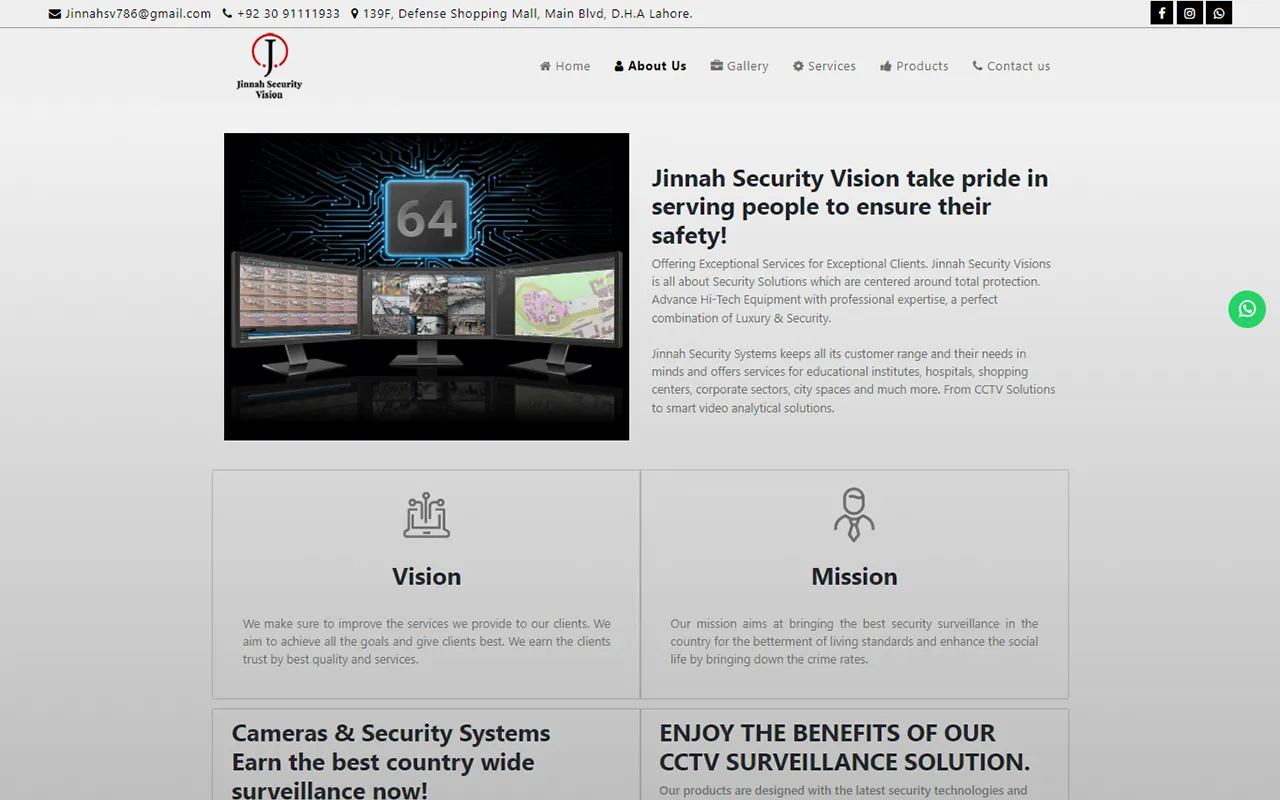 Jinnahsv786@gmail.com +92 30 91111933 139F, Defense Shopping Mall, Main Blvd, D.H.A Lahore.
J.
Jinnah Security
Vision
Home About Us Gallery Services Products Contact us
64
Jinnah Security Vision take pride in
serving people to ensure their
safety!
Offering Exceptional Services for Exceptional Clients. Jinnah Security Visions
is all about Security Solutions which are centered around total protection.
Advance Hi-Tech Equipment with professional expertise, a perfect
combination of Luxury & Security.
Jinnah Security Systems keeps all its customer range and their needs in
minds and offers services for educational institutes, hospitals, shopping
centers, corporate sectors, city spaces and much more. From CCTV Solutions
to smart video analytical solutions.
Vision
We make sure to improve the services we provide to our clients. We
aim to achieve all the goals and give clients best. We earn the clients
trust by best quality and services.
Mission
Our mission aims at bringing the best security surveillance in the
country for the betterment of living standards and enhance the social
life by bringing down the crime rates.
Cameras & Security Systems
Earn the best country wide
surveillance now!
ENJOY THE BENEFITS OF OUR
CCTV SURVEILLANCE SOLUTION.
Our products are designed with the latest security technologies and